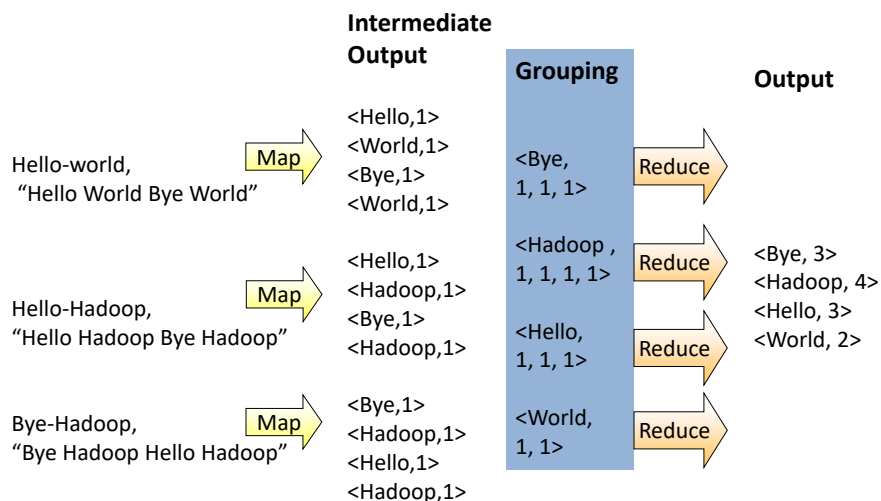 Intermediate
Output
Grouping
Output
Hello-world,
“Hello World Bye World”
Map
<Hello,1>
<World,1>
<Bye,1>
<World,1>
<Bye,
1, 1, 1>
Reduce
Hello-Hadoop,
“Hello Hadoop Bye Hadoop”
Map
<Hello,1>
<Hadoop,1>
<Bye,1>
<Hadoop,1>
<Hadoop ,
1, 1, 1, 1>
Reduce
<Hello,
1, 1, 1>
Reduce
Bye-Hadoop,
“Bye Hadoop Hello Hadoop”
Map
<Bye,1>
<Hadoop,1>
<Hello,1>
<Hadoop,1>
<World,
1, 1>
Reduce
<Bye, 3>
<Hadoop, 4>
<Hello, 3>
<World, 2>